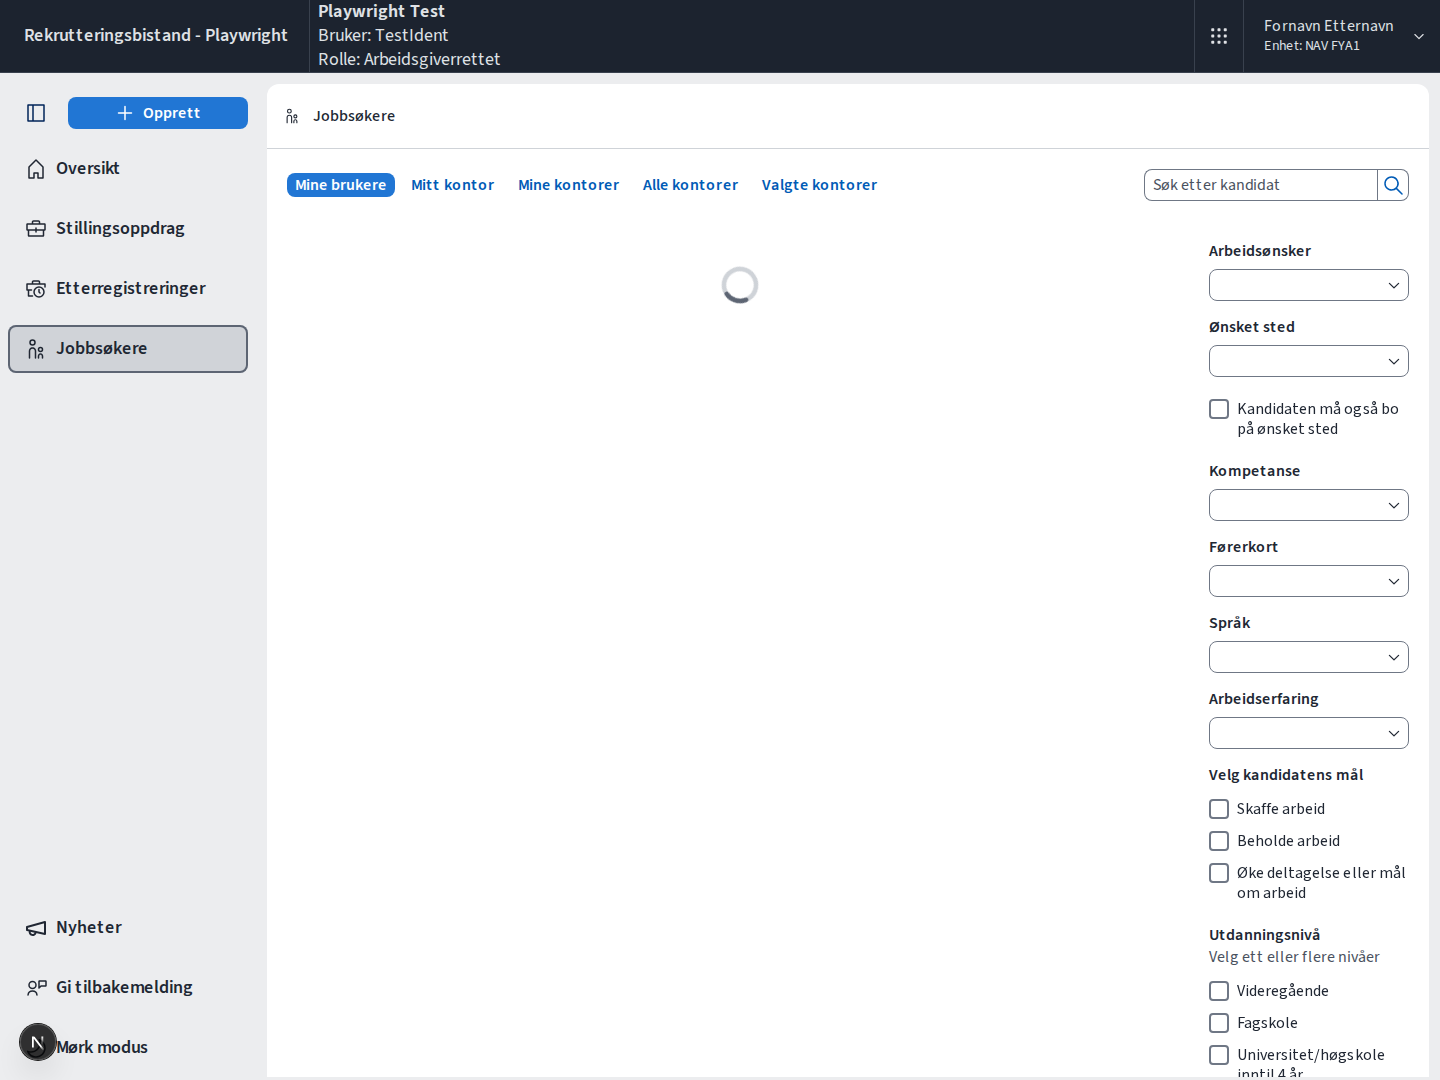 Rekrutteringsbistand - Playwright
Playwright Test
Bruker: TestIdent
Rolle: Arbeidsgiverrettet
Fornavn Etternavn
Enhet: NAV FYA1
Opprett
Oversikt
Stillingsoppdrag
Etterregistreringer
Jobbsøkere
Nyheter
Gi tilbakemelding
N
Mørk modus
Jobbsøkere
Mine brukere
Mitt kontor
Mine kontorer
Alle kontorer
Valgte kontorer
Søk etter kandidat
Arbeidsønsker
Ønsket sted
Kandidaten må også bo
på ønsket sted
Kompetanse
Førerkort
Språk
Arbeidserfaring
Velg kandidatens mål
Skaffe arbeid
Beholde arbeid
Øke deltagelse eller mål
om arbeid
Utdanningsnivå
Velg ett eller flere nivåer
Videregående
Fagskole
Universitet/høgskole
inntil 4 år